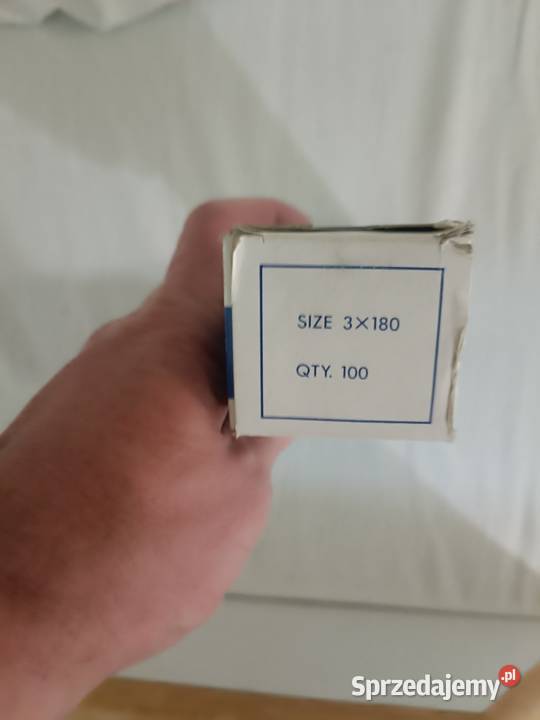 SIZE 3×180
QTY. 100
Sprzedajemy.pl